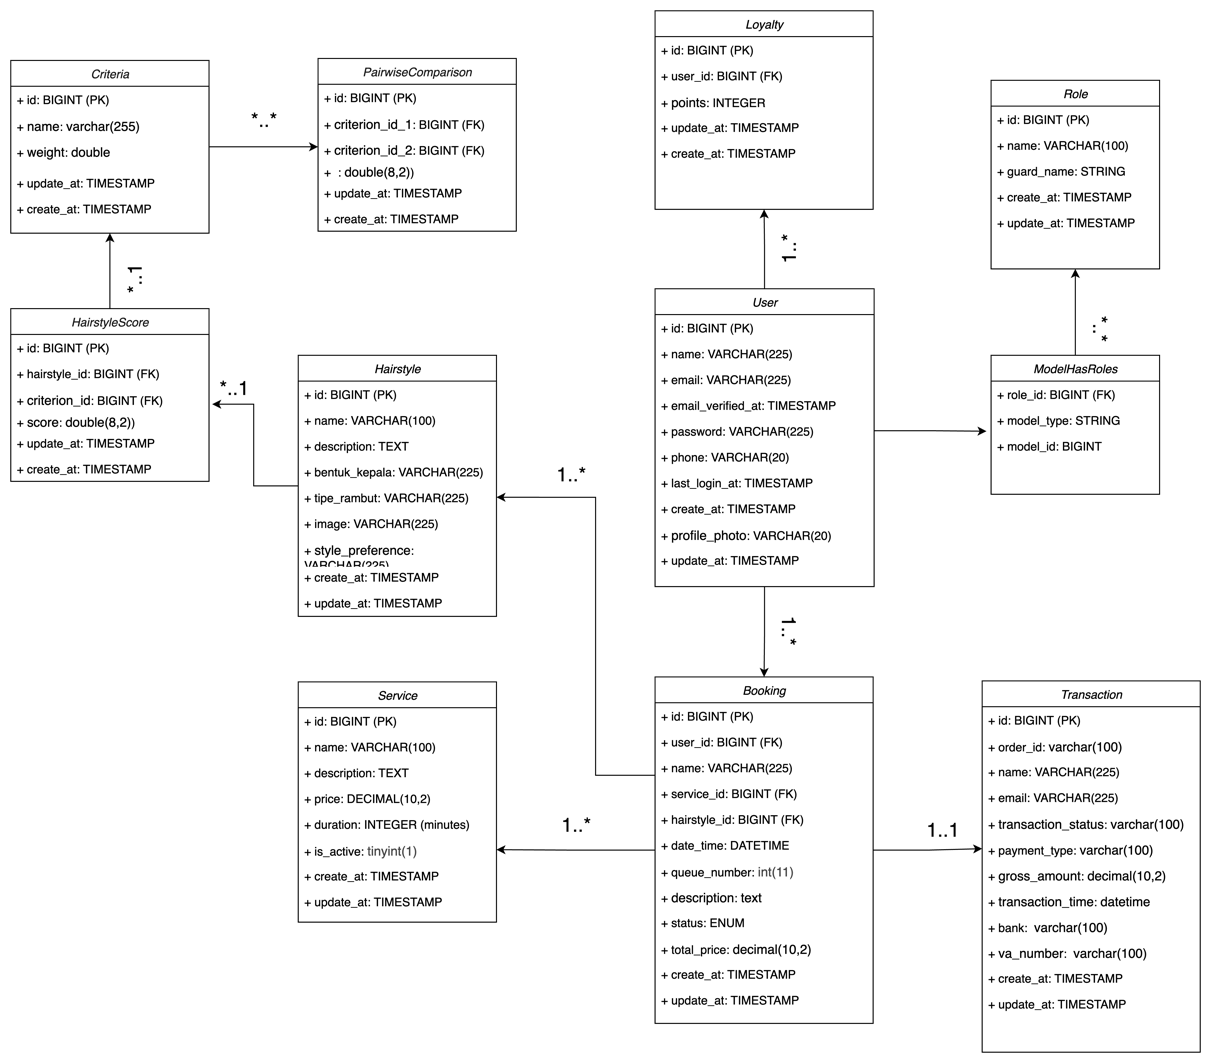 Criteria
+ id: BIGINT (PK)
+ name: varchar(255)
+ weight: double
+ update_at: TIMESTAMP
+ create_at: TIMESTAMP
*..*
PairwiseComparison
+ id: BIGINT (PK)
+ criterion_id_1: BIGINT (FK)
+ criterion_id_2: BIGINT (FK)
+ : double(8,2))
+ update_at: TIMESTAMP
+ create_at: TIMESTAMP
Loyalty
+ id: BIGINT (PK)
+ user_id: BIGINT (FK)
+ points: INTEGER
+ update_at: TIMESTAMP
+ create_at: TIMESTAMP
Role
+ id: BIGINT (PK)
+ name: VARCHAR(100)
+ guard_name: STRING
+ create_at: TIMESTAMP
+ update_at: TIMESTAMP
*..1
1..*
*..*
HairstyleScore
+ id: BIGINT (PK)
+ hairstyle_id: BIGINT (FK)
+ criterion_id: BIGINT (FK)
+ score: double(8,2))
+ update_at: TIMESTAMP
+ create_at: TIMESTAMP
*..1
Hairstyle
+ id: BIGINT (PK)
+ name: VARCHAR(100)
+ description: TEXT
+ bentuk_kepala: VARCHAR(225)
+ tipe_rambut: VARCHAR(225)
+ image: VARCHAR(225)
+ style_preference:
VARCHAR(225)
+ create_at: TIMESTAMP
+ update_at: TIMESTAMP
1..*
User
+ id: BIGINT (PK)
+ name: VARCHAR(225)
+ email: VARCHAR(225)
+ email_verified_at: TIMESTAMP
+ password: VARCHAR(225)
+ phone: VARCHAR(20)
+ last_login_at: TIMESTAMP
+ create_at: TIMESTAMP
+ profile_photo: VARCHAR(20)
+ update_at: TIMESTAMP
ModelHasRoles
+ role_id: BIGINT (FK)
+ model_type: STRING
+ model_id: BIGINT
1..*
Service
+ id: BIGINT (PK)
+ name: VARCHAR(100)
+ description: TEXT
+ price: DECIMAL(10,2)
+ duration: INTEGER (minutes)
+ is_active: tinyint(1)
+ create_at: TIMESTAMP
+ update_at: TIMESTAMP
1..*
Booking
+ id: BIGINT (PK)
+ user_id: BIGINT (FK)
+ name: VARCHAR(225)
+ service_id: BIGINT (FK)
+ hairstyle_id: BIGINT (FK)
+ date_time: DATETIME
+ queue_number: int(11)
+ description: text
+ status: ENUM
+ total_price: decimal(10,2)
+ create_at: TIMESTAMP
+ update_at: TIMESTAMP
1..1
Transaction
+ id: BIGINT (PK)
+ order_id: varchar(100)
+ name: VARCHAR(225)
+ email: VARCHAR(225)
+ transaction_status: varchar(100)
+ payment_type: varchar(100)
+ gross_amount: decimal(10,2)
+ transaction_time: datetime
+ bank: varchar(100)
+ va_number: varchar(100)
+ create_at: TIMESTAMP
+ update_at: TIMESTAMP